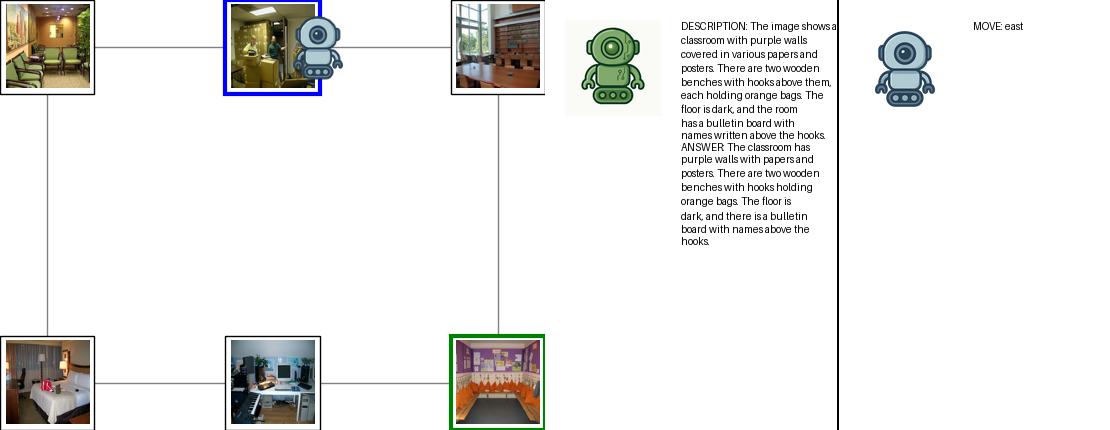 DESCRIPTION: The image shows a
classroom with purple walls
covered in various papers and
posters. There are two wooden
benches with hooks above them,
each holding orange bags. The
floor is dark, and the room
has a bulletin board with
names written above the hooks.
ANSWER: The classroom has
purple walls with papers and
posters. There are two wooden
benches with hooks holding
orange bags. The floor is
dark, and there is a bulletin
board with names above the
hooks.
MOVE: east